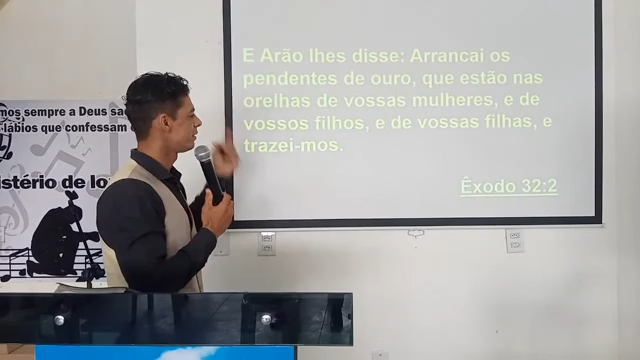 E Arão lhes disse: Arrancai os
pendentes de ouro, que estão nas
orelhas de vossas mulheres, e de
vossos filhos, e de vossas filhas, e
trazei-mos.
Êxodo 32:2
mos sempre a Deus sac
lábios que confessam
istério de lo